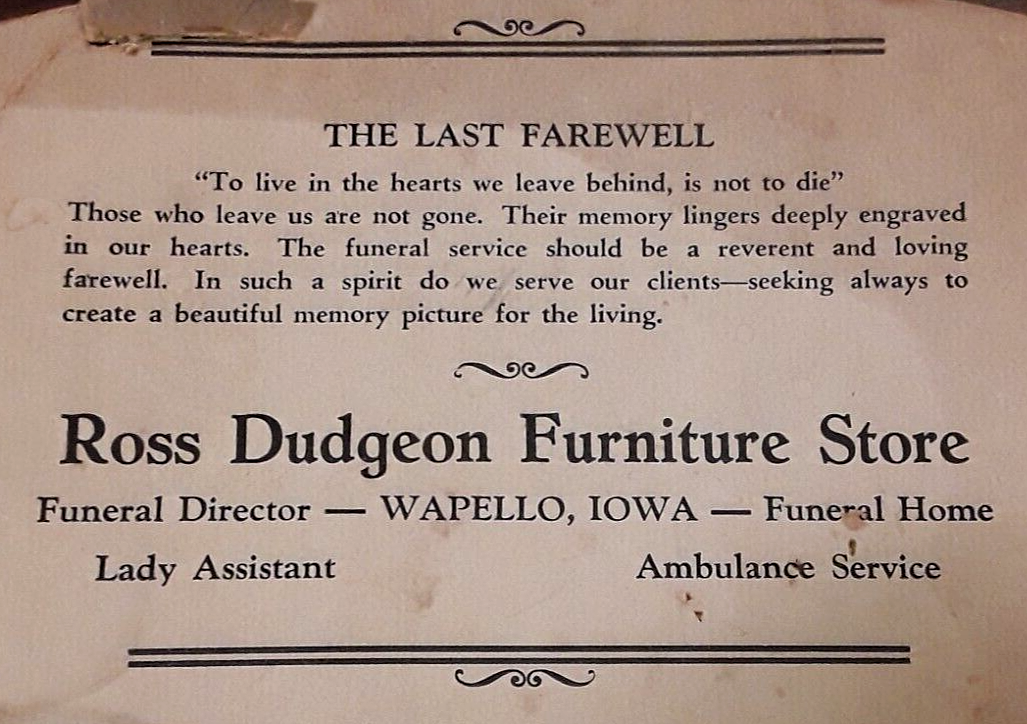 THE LAST FAREWELL
“To live in the hearts we leave behind, is not to die”
Those who leave us are not gone. Their memory lingers deeply engraved
in our hearts. The funeral service should be a reverent and loving
farewell. In such a spirit do we serve our clients—seeking always to
create a beautiful memory picture for the living.
Ross Dudgeon Furniture Store
Funeral Director — WAPELLO, IOWA — Funeral Home
Lady Assistant Ambulance Service